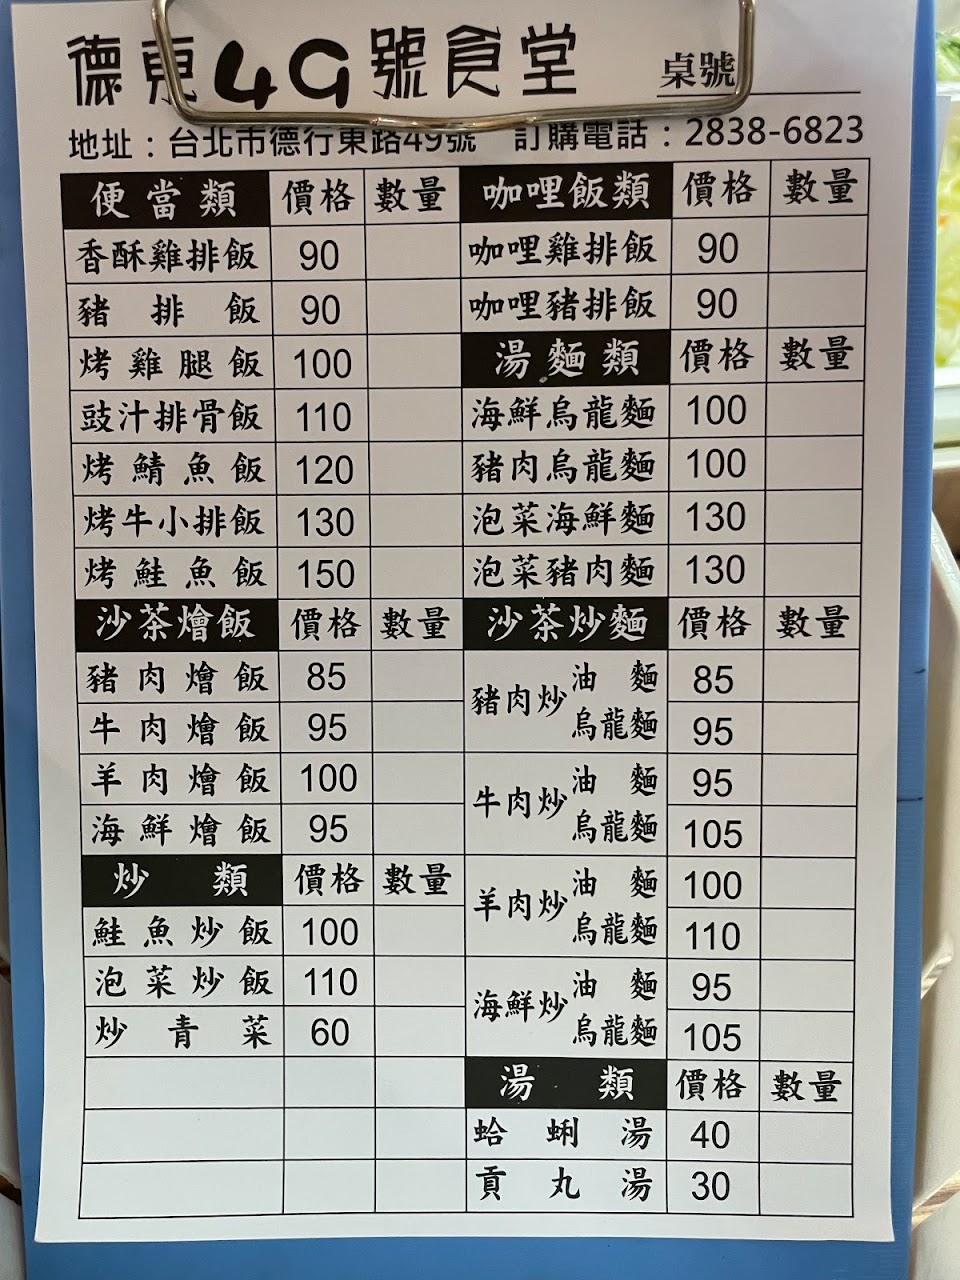 德東49號食堂 桌號
地址：台北市德行東路49號 訂購電話：2838-6823
便當類 價格 數量 咖哩飯類 價格 數量
香酥雞排飯 90 咖哩雞排飯 90
豬排飯 90 咖哩豬排飯 90
烤雞腿飯 100 湯麵類 價格 數量
豉汁排骨飯 110 海鮮烏龍麵 100
烤鯖魚飯 120 豬肉烏龍麵 100
烤牛小排飯 130 泡菜海鮮麵 130
烤鮭魚飯 150 泡菜豬肉麵 130
沙茶燴飯 價格 數量 沙茶炒麵 價格 數量
豬肉燴飯 85 豬肉炒 油麵 85
牛肉燴飯 95 烏龍麵 95
羊肉燴飯 100 牛肉炒 油麵 95
海鮮燴飯 95 烏龍麵 105
炒類 價格 數量 羊肉炒 油麵 100
鮭魚炒飯 100 烏龍麵 110
泡菜炒飯 110 海鮮炒 油麵 95
炒青菜 60 烏龍麵 105
湯類 價格 數量
蛤蜊湯 40
貢丸湯 30